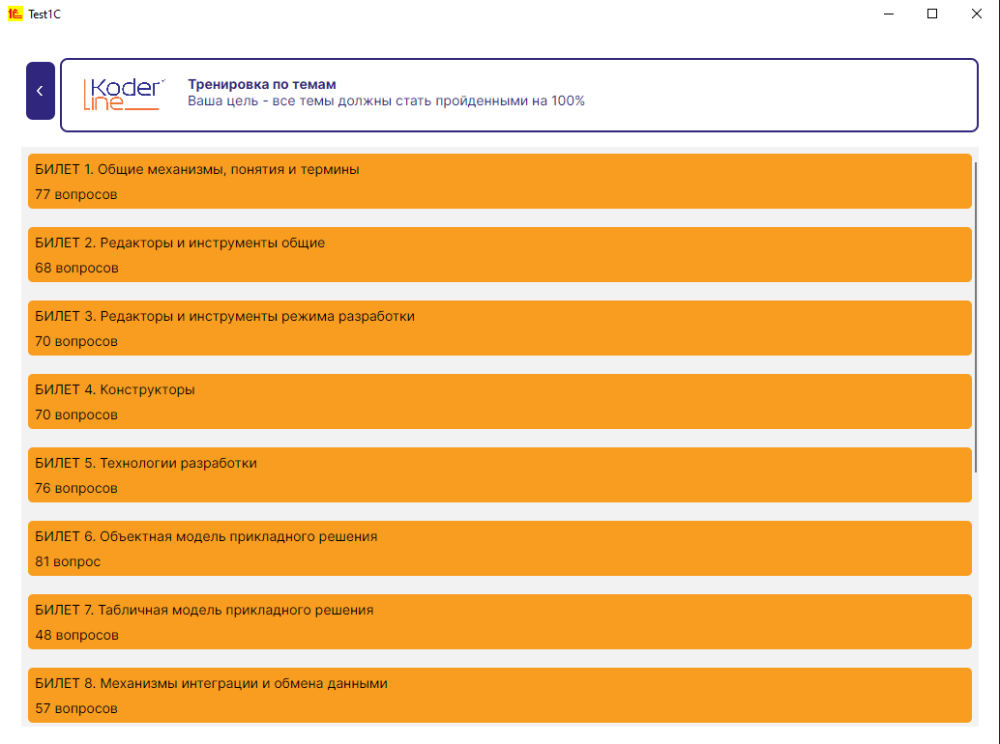 Test1C
Koder
line
Тренировка по темам
Ваша цель - все темы должны стать пройденными на 100%
БИЛЕТ 1. Общие механизмы, понятия и термины
77 вопросов
БИЛЕТ 2. Редакторы и инструменты общие
68 вопросов
БИЛЕТ 3. Редакторы и инструменты режима разработки
70 вопросов
БИЛЕТ 4. Конструкторы
70 вопросов
БИЛЕТ 5. Технологии разработки
76 вопросов
БИЛЕТ 6. Объектная модель прикладного решения
81 вопрос
БИЛЕТ 7. Табличная модель прикладного решения
48 вопросов
БИЛЕТ 8. Механизмы интеграции и обмена данными
57 вопросов